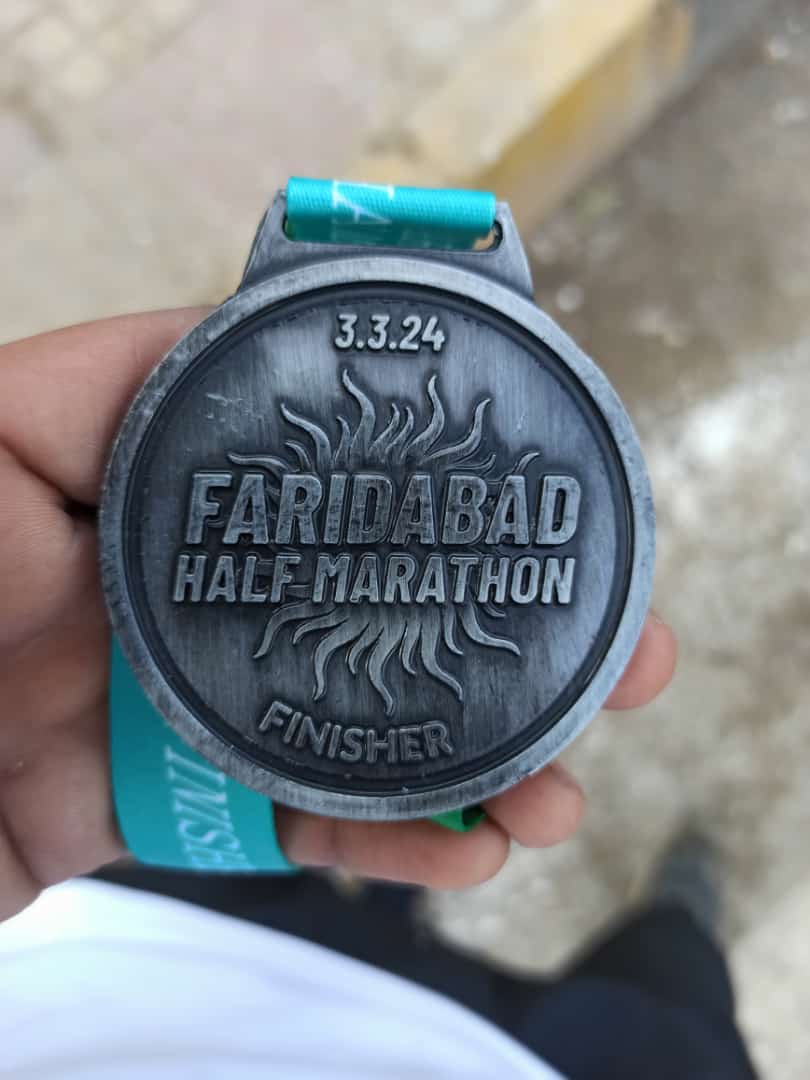 3.3.24
FARIDABAD
HALF MARATHON
FINISHER